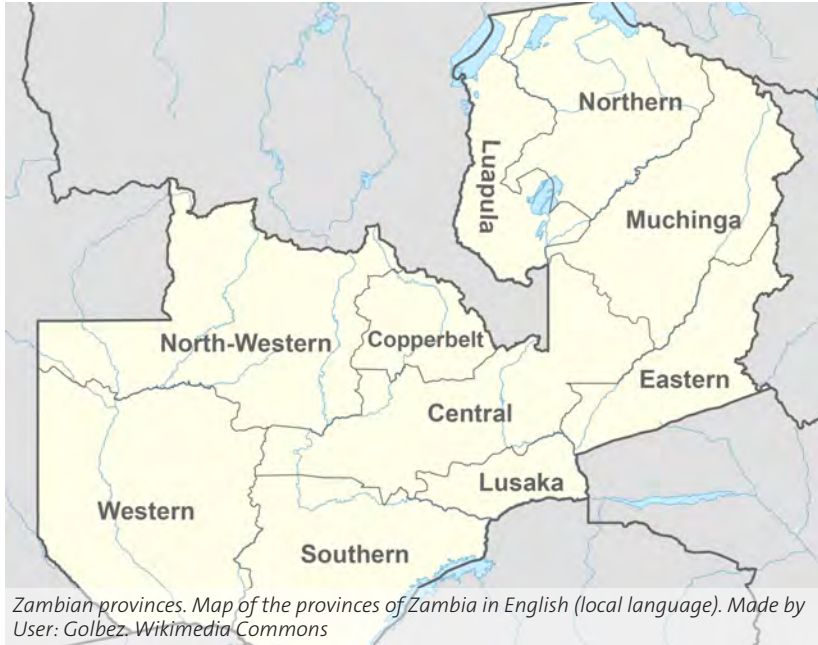 Northern
Luapula
Muchinga
North-Western
Copperbelt
Eastern
Central
Lusaka
Western
Southern
Zambian provinces. Map of the provinces of Zambia in English (local language). Made by
User: Golbez. Wikimedia Commons